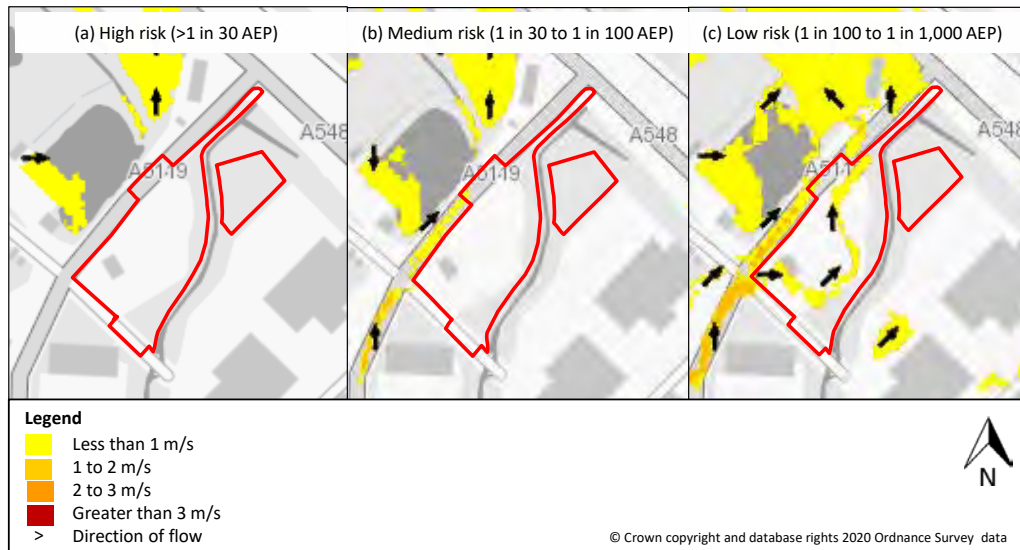 (a) High risk (>1 in 30 AEP)
(b) Medium risk (1 in 30 to 1 in 100 AEP)
(c) Low risk (1 in 100 to 1 in 1,000 AEP)
A548
A5119
A548
A5119
A548
A511
Legend
Less than 1 m/s
1 to 2 m/s
2 to 3 m/s
Greater than 3 m/s
> Direction of flow
N
© Crown copyright and database rights 2020 Ordnance Survey data